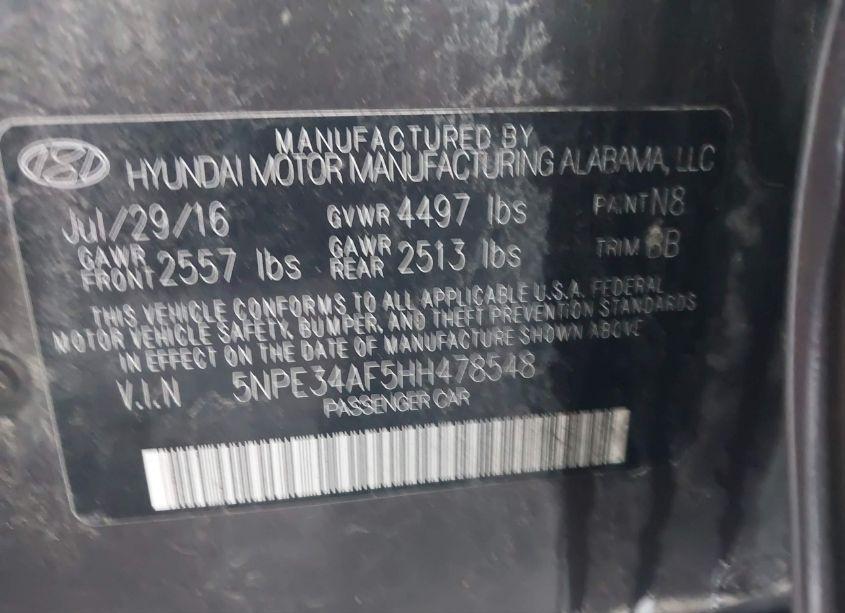 MANUFACTURED BY
HYUNDAI MOTOR MANUFACTURING ALABAMA, LLC
Jul/29/16 GVWR 4497 lbs PAINT N8
GAWR FRONT 2557 lbs GAWR REAR 2513 lbs TRIM BB
THIS VEHICLE CONFORMS TO ALL APPLICABLE U.S.A. FEDERAL
MOTOR VEHICLE SAFETY, BUMPER, AND THEFT PREVENTION STANDARDS
IN EFFECT ON THE DATE OF MANUFACTURE SHOWN ABOVE
V.I.N 5NPE34AF5HH478548
PASSENGER CAR